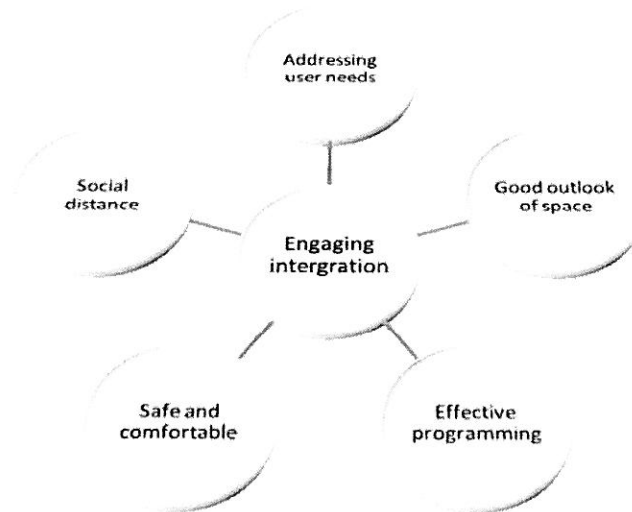 Addressing
user needs
Social
distance
Good outlook
of space
Engaging
intergration
Safe and
comfortable
Effective
programming